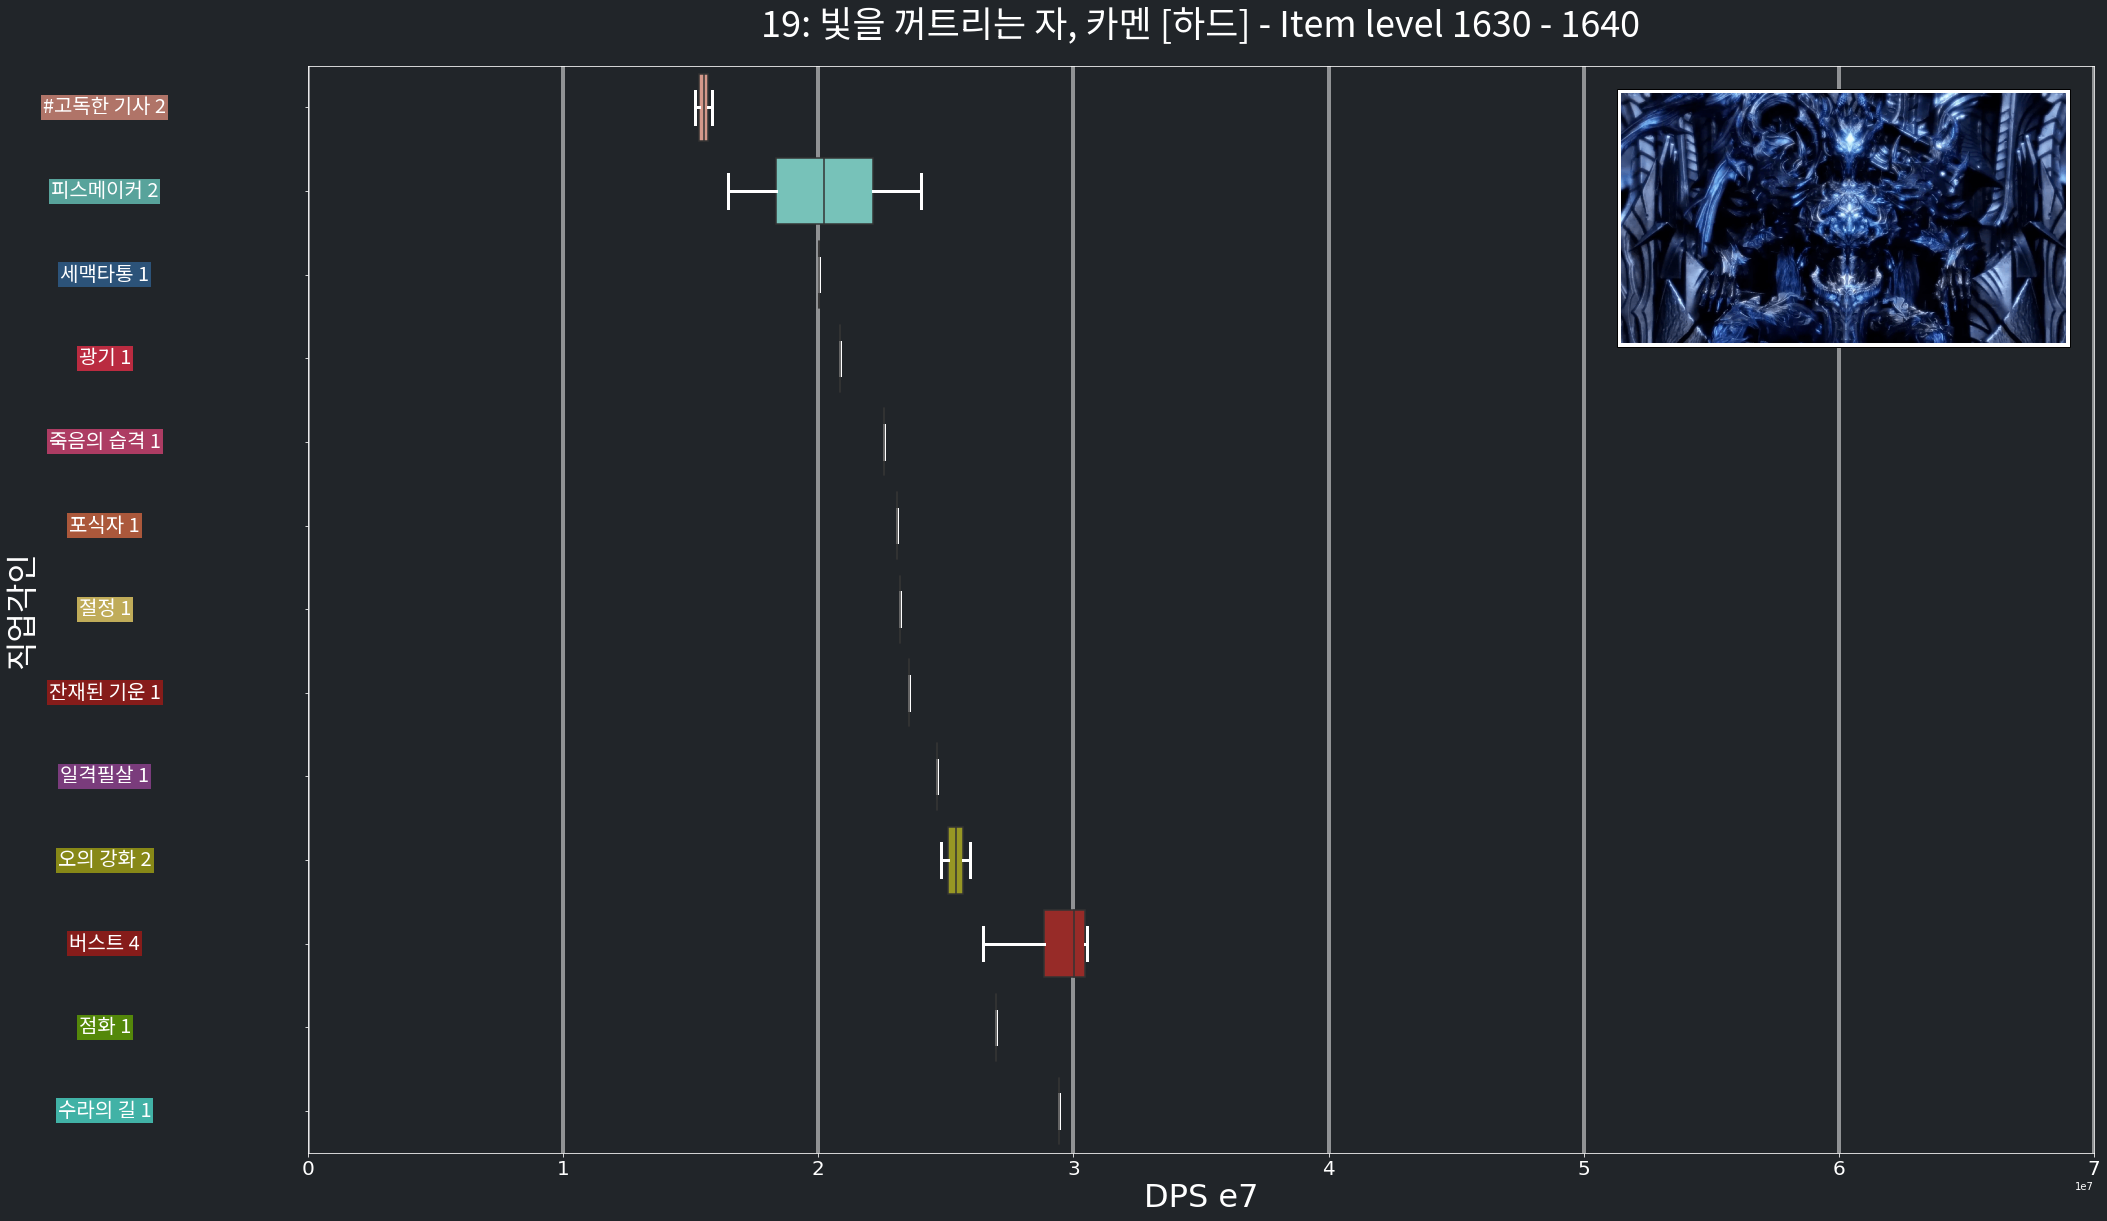 19: 빛을 꺼트리는 자, 카멘 [하드] - Item level 1630 - 1640
#고독한 기사 2
피스메이커 2
세맥타통 1
광기 1
죽음의 습격 1
포식자 1
절정 1
잔재된 기운 1
일격필살 1
오의 강화 2
버스트 4
점화 1
수라의 길 1
직업각인
0 1 2 3 4 5 6 7
DPS e7
1e7